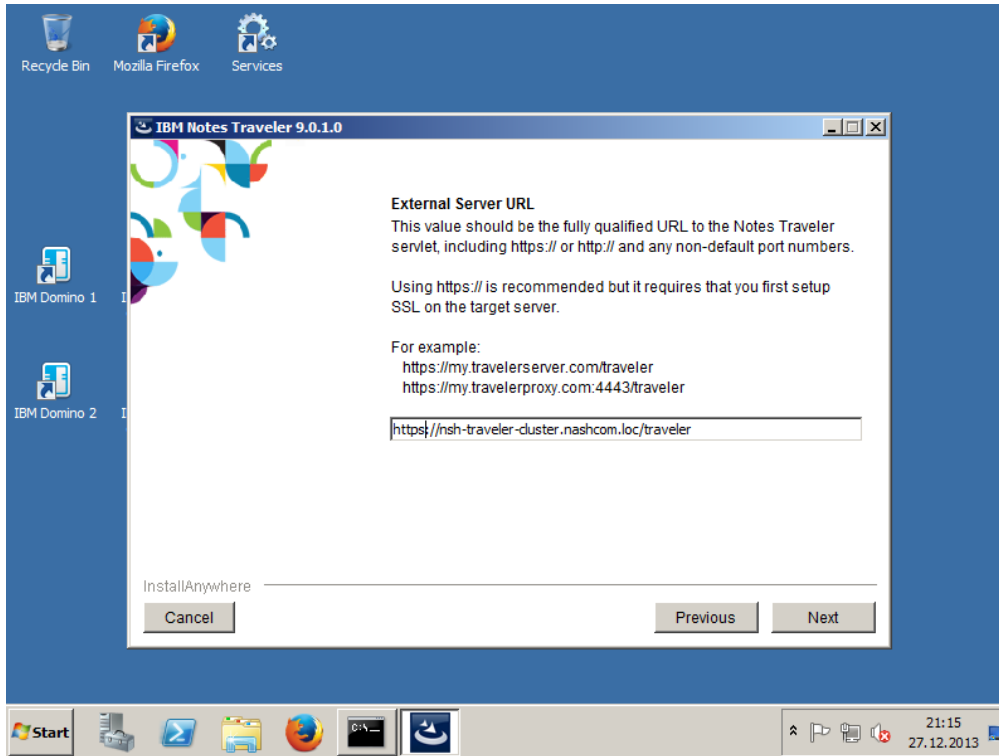 Recycle Bin
Mozilla Firefox
Services
IBM Notes Traveler 9.0.1.0
External Server URL
This value should be the fully qualified URL to the Notes Traveler
servlet, including https:// or http:// and any non-default port numbers.
Using https:// is recommended but it requires that you first setup
SSL on the target server.
For example:
https://my.travelerserver.com/traveler
https://my.travelerproxy.com:4443/traveler
https://nsh-traveler-cluster.nashcom.loc/traveler
IBM Domino 1
I
IBM Domino 2
I
InstallAnywhere
Cancel
Previous
Next
Start
C:\_
21:15
27.12.2013